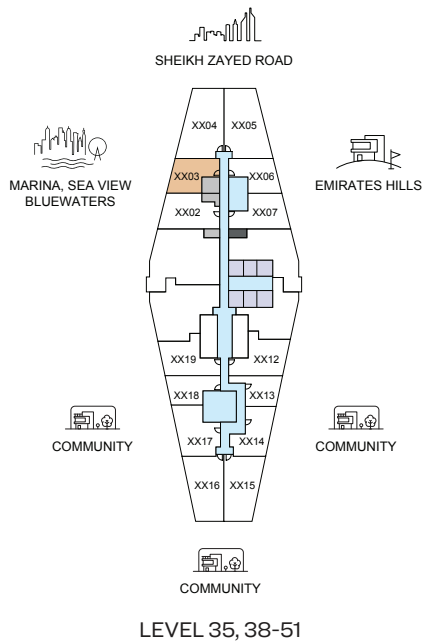 SHEIKH ZAYED ROAD
XX04
XX05
MARINA, SEA VIEW
BLUEWATERS
EMIRATES HILLS
XX03
XX06
XX02
XX07
XX19
XX12
XX18
XX13
COMMUNITY
COMMUNITY
XX17
XX14
XX16
XX15
COMMUNITY
LEVEL 35, 38-51